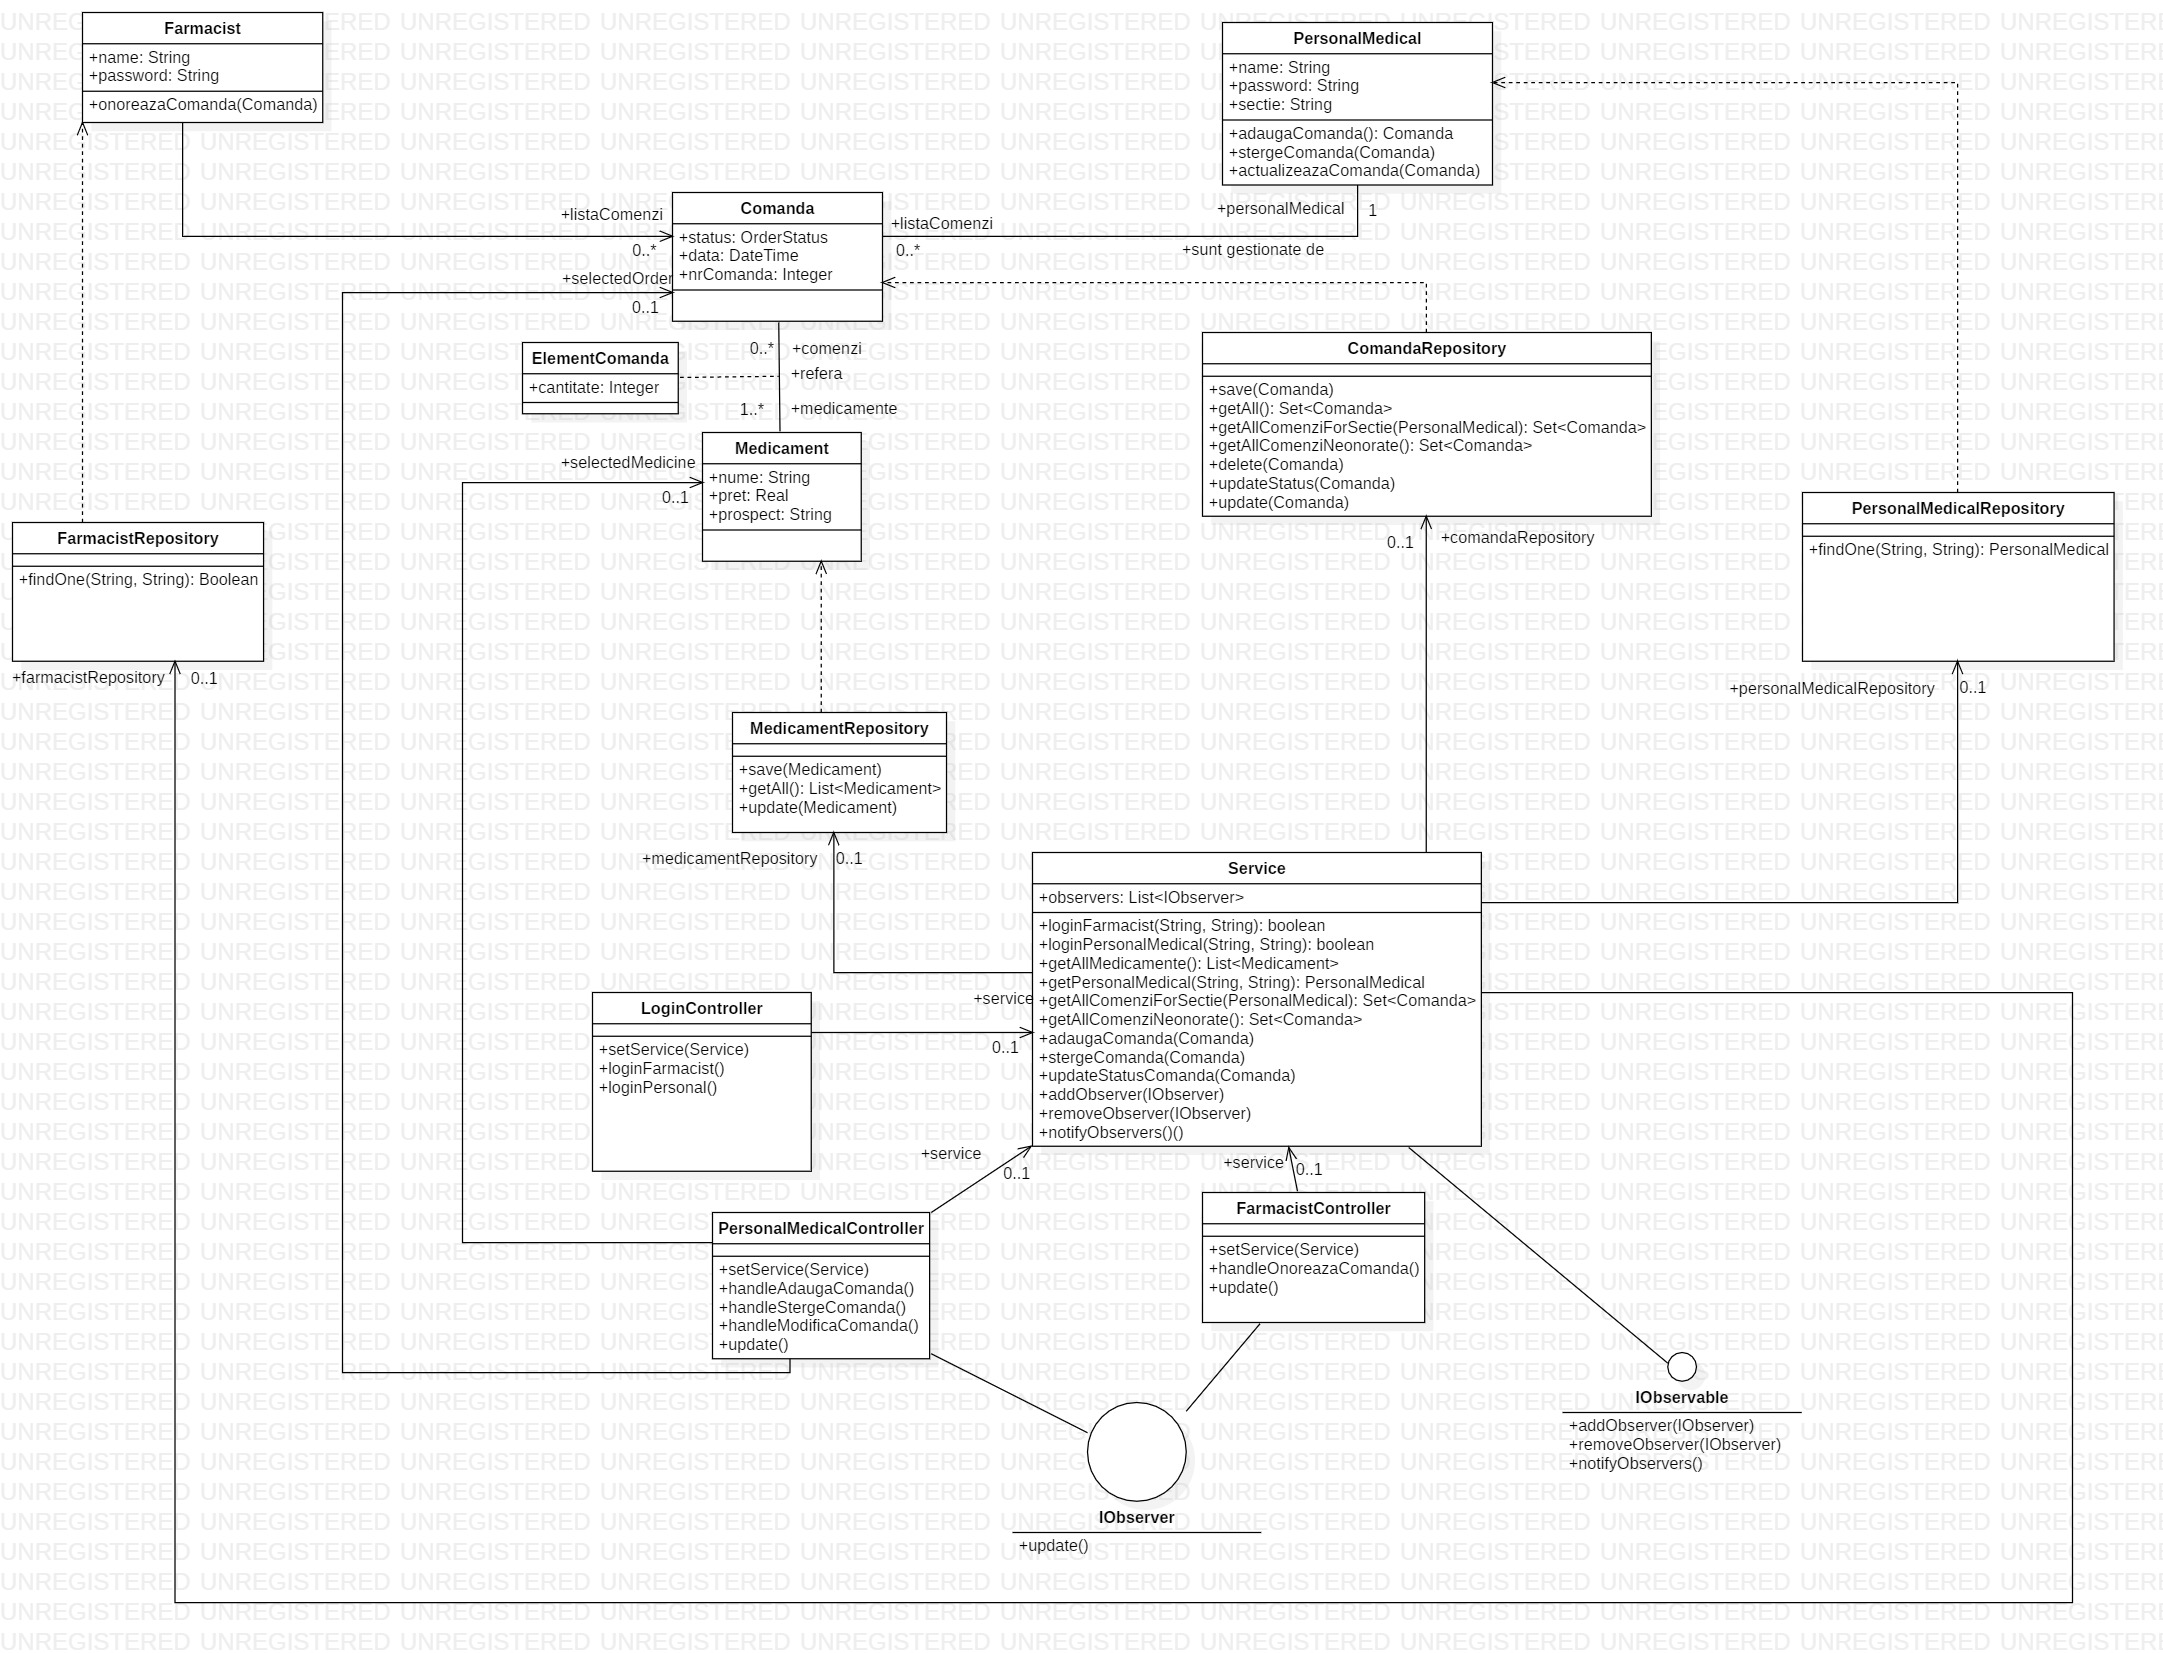 Farmacist
+name: String
+password: String
+onoreazaComanda(Comanda)
PersonalMedical
+name: String
+password: String
+sectie: String
+adaugaComanda(): Comanda
+stergeComanda(Comanda)
+actualizeazaComanda(Comanda)
+personalMedical
1
+listaComenzi
0..*
+selectedOrder
0..1
Comanda
+status: OrderStatus
+data: DateTime
+nrComanda: Integer
+listaComenzi
0..*
+sunt gestionate de
ElementComanda
+cantitate: Integer
0..*
+comenzi
+refera
1..*
+medicamente
ComandaRepository
+save(Comanda)
+getAll(): Set<Comanda>
+getAllComenziForSectie(PersonalMedical): Set<Comanda>
+getAllComenziNeonorate(): Set<Comanda>
+delete(Comanda)
+updateStatus(Comanda)
+update(Comanda)
0..1
+comandaRepository
+selectedMedicine
0..1
Medicament
+nume: String
+pret: Real
+prospect: String
FarmacistRepository
+findOne(String, String): Boolean
+farmacistRepository
0..1
PersonalMedicalRepository
+findOne(String, String): PersonalMedical
+personalMedicalRepository
0..1
MedicamentRepository
+save(Medicament)
+getAll(): List<Medicament>
+update(Medicament)
+medicamentRepository
0..1
Service
+observers: List<IObserver>
+loginFarmacist(String, String): boolean
+loginPersonalMedical(String, String): boolean
+getAllMedicamente(): List<Medicament>
+getPersonalMedical(String, String): PersonalMedical
+getAllComenziForSectie(PersonalMedical): Set<Comanda>
+getAllComenziNeonorate(): Set<Comanda>
+adaugaComanda(Comanda)
+stergeComanda(Comanda)
+updateStatusComanda(Comanda)
+addObserver(IObserver)
+removeObserver(IObserver)
+notifyObservers()()
LoginController
+setService(Service)
+loginFarmacist()
+loginPersonal()
+service
0..1
+service
0..1
+service
0..1
PersonalMedicalController
+setService(Service)
+handleAdaugaComanda()
+handleStergeComanda()
+handleModificaComanda()
+update()
FarmacistController
+setService(Service)
+handleOnoreazaComanda()
+update()
IObservable
+addObserver(IObserver)
+removeObserver(IObserver)
+notifyObservers()
IObserver
+update()